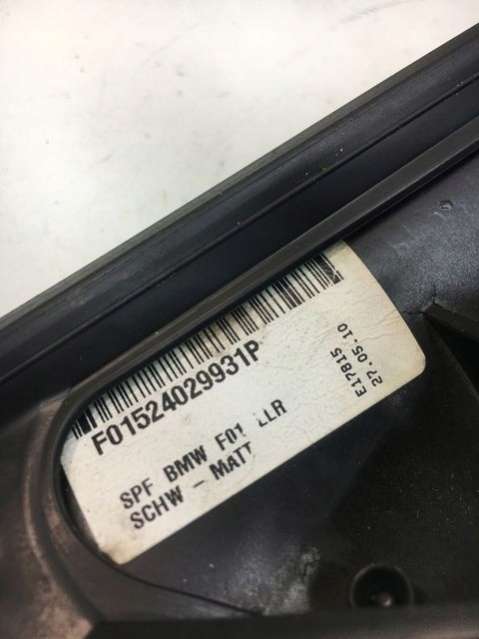 F01524029931P
SPF BMW F01 LLR
SCHW - MATT
E17815
27.05.10